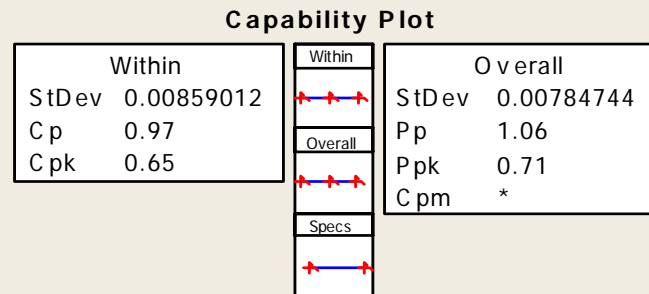 Capability Plot
Within
StDev 0.00859012
Cp 0.97
Cpk 0.65
Within
Overall
Specs
Overall
StDev 0.00784744
Pp 1.06
Ppk 0.71
Cpm *